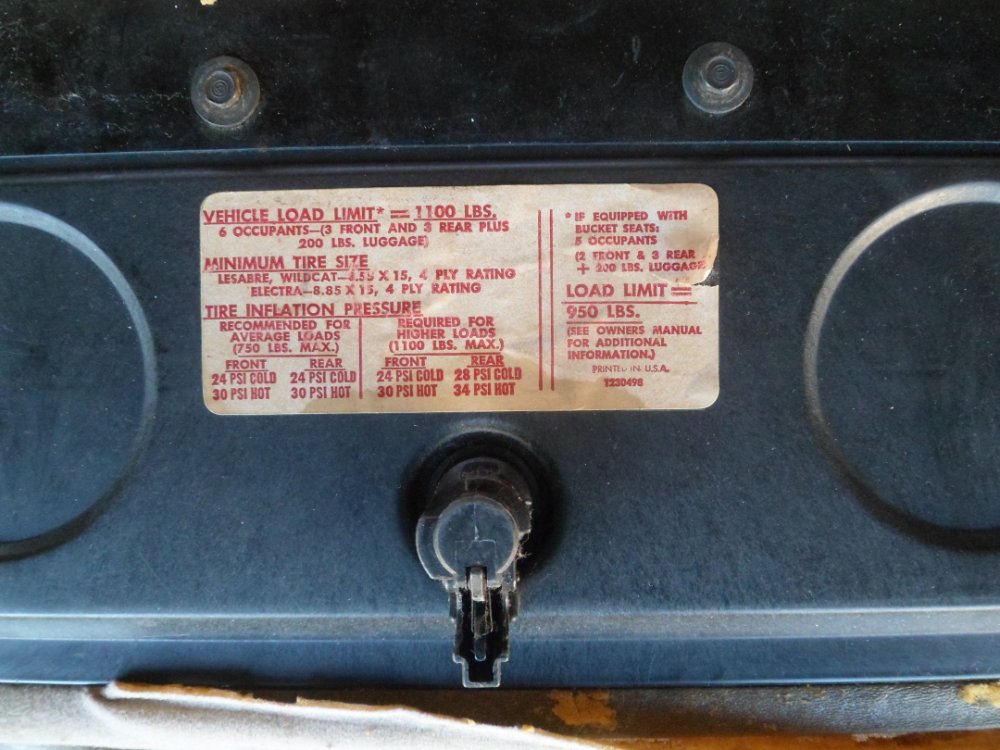 VEHICLE LOAD LIMIT* = 1100 LBS.
6 OCCUPANTS—(3 FRONT AND 3 REAR PLUS
200 LBS. LUGGAGE)
MINIMUM TIRE SIZE
LESABRE, WILDCAT—8.55 X 15, 4 PLY RATING
ELECTRA—8.85 X 15, 4 PLY RATING
TIRE INFLATION PRESSURE
RECOMMENDED FOR
AVERAGE LOADS
(750 LBS. MAX.)
FRONT REAR
24 PSI COLD 24 PSI COLD
30 PSI HOT 30 PSI HOT
REQUIRED FOR
HIGHER LOADS
(1100 LBS. MAX.)
FRONT REAR
24 PSI COLD 28 PSI COLD
30 PSI HOT 34 PSI HOT
* IF EQUIPPED WITH
BUCKET SEATS:
5 OCCUPANTS
(2 FRONT & 3 REAR
+ 200 LBS. LUGGAGE
LOAD LIMIT =
950 LBS.
(SEE OWNERS MANUAL
FOR ADDITIONAL
INFORMATION.)
PRINTED IN U.S.A.
1230498